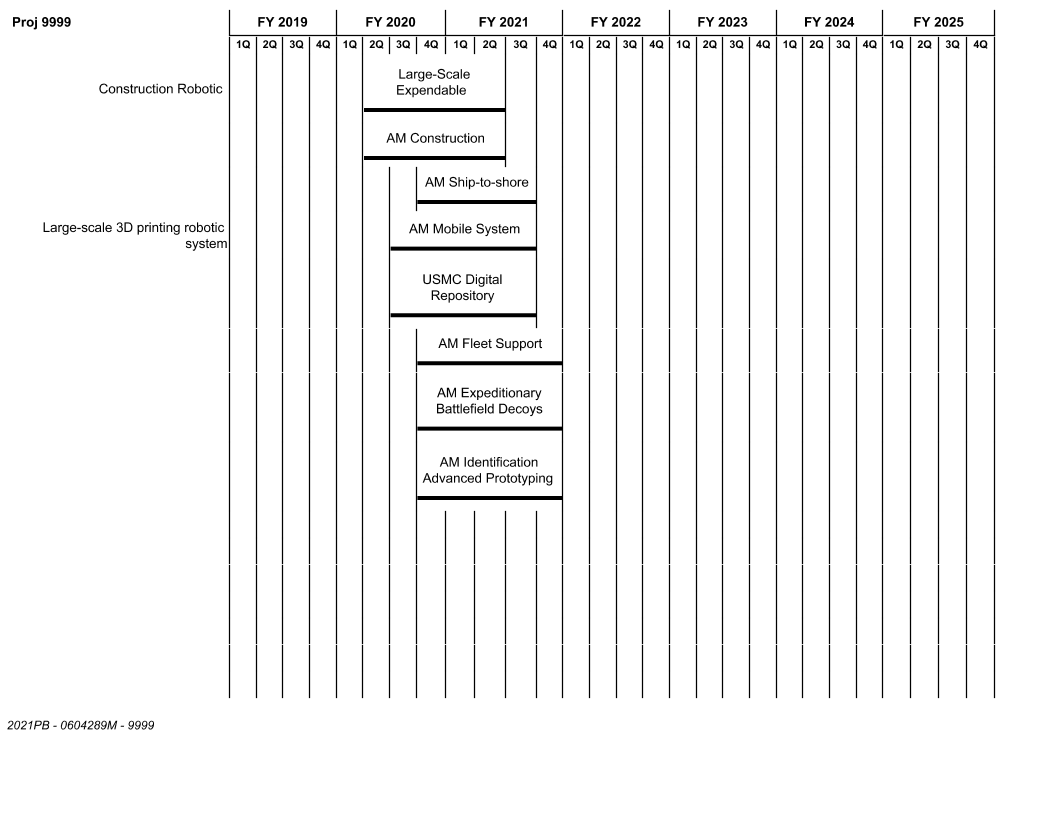 Proj 9999
FY 2019 FY 2020 FY 2021 FY 2022 FY 2023 FY 2024 FY 2025
1Q 2Q 3Q 4Q 1Q 2Q 3Q 4Q 1Q 2Q 3Q 4Q 1Q 2Q 3Q 4Q 1Q 2Q 3Q 4Q 1Q 2Q 3Q 4Q 1Q 2Q 3Q 4Q
Construction Robotic
Large-Scale
Expendable
AM Construction
AM Ship-to-shore
Large-scale 3D printing robotic
system
AM Mobile System
USMC Digital
Repository
AM Fleet Support
AM Expeditionary
Battlefield Decoys
AM Identification
Advanced Prototyping
2021PB - 0604289M - 9999